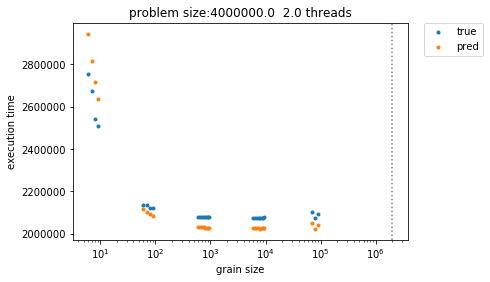 problem size:4000000.0  2.0 threads
true
pred
execution time
2800000
2600000
2400000
2200000
2000000
10^1
10^2
10^3
10^4
10^5
10^6
grain size